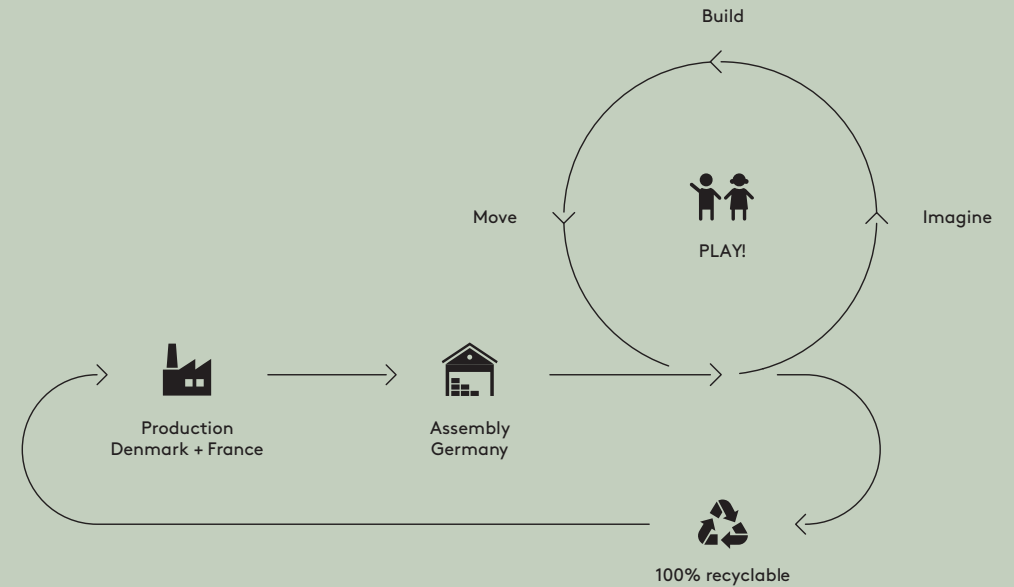 Build
Move
Imagine
PLAY!
Production
Denmark + France
Assembly
Germany
100% recyclable